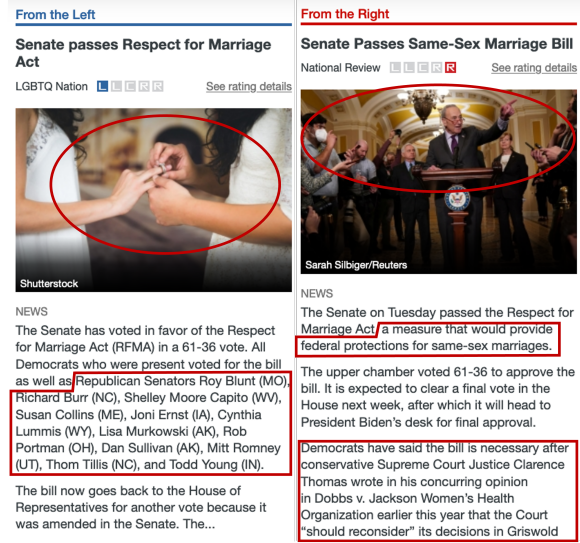 From the Left
Senate passes Respect for Marriage
Act
LGBTQ Nation L L C R R See rating details
Shutterstock
NEWS
The Senate has voted in favor of the Respect
for Marriage Act (RFMA) in a 61-36 vote. All
Democrats who were present voted for the bill
as well as Republican Senators Roy Blunt (MO),
Richard Burr (NC), Shelley Moore Capito (WV),
Susan Collins (ME), Joni Ernst (IA), Cynthia
Lummis (WY), Lisa Murkowski (AK), Rob
Portman (OH), Dan Sullivan (AK), Mitt Romney
(UT), Thom Tillis (NC), and Todd Young (IN).
The bill now goes back to the House of
Representatives for another vote because it
was amended in the Senate. The...
From the Right
Senate Passes Same-Sex Marriage Bill
National Review L L C R R See rating details
Sarah Silbiger/Reuters
NEWS
The Senate on Tuesday passed the Respect for
Marriage Act, a measure that would provide
federal protections for same-sex marriages.
The upper chamber voted 61-36 to approve the
bill. It is expected to clear a final vote in the
House next week, after which it will head to
President Biden's desk for final approval.
Democrats have said the bill is necessary after
conservative Supreme Court Justice Clarence
Thomas wrote in his concurring opinion
in Dobbs v. Jackson Women's Health
Organization earlier this year that the Court
"should reconsider" its decisions in Griswold